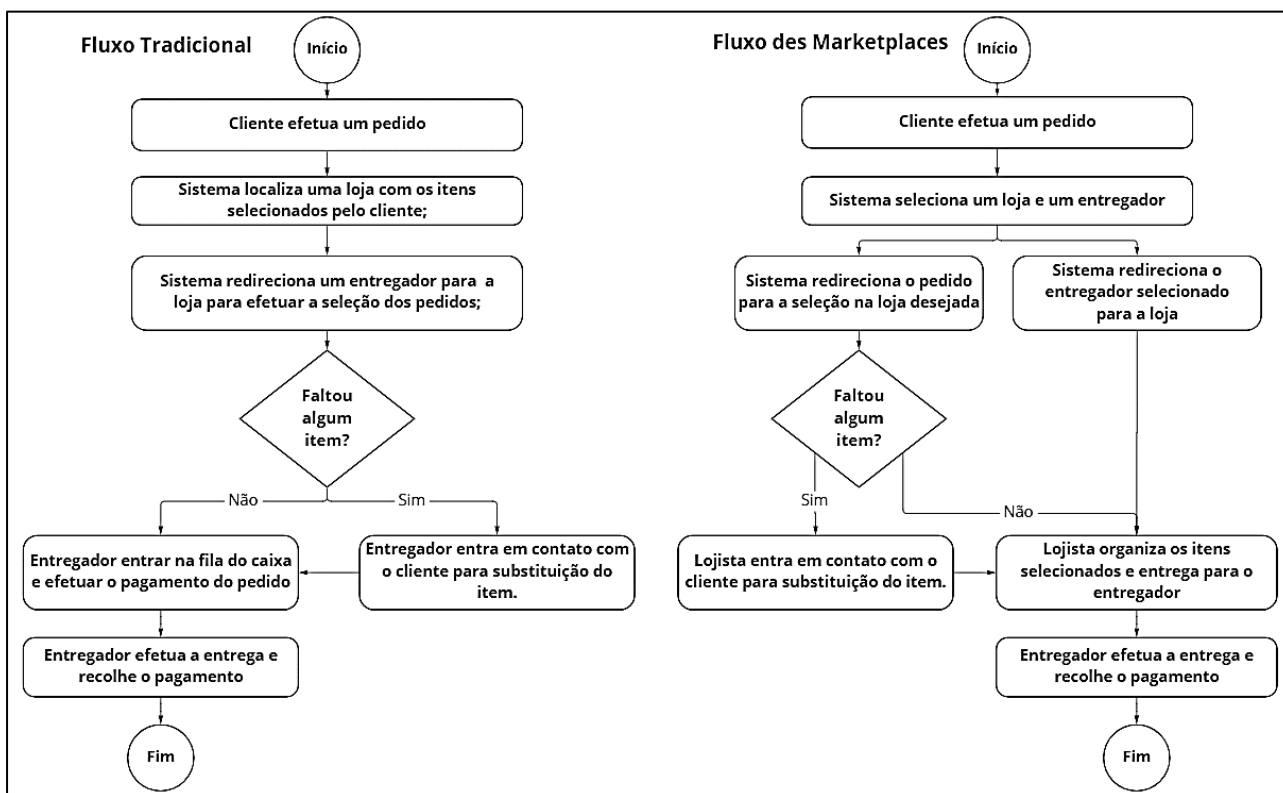 Fluxo Tradicional
Início
Cliente efetua um pedido
Sistema localiza uma loja com os itens
selecionados pelo cliente;
Sistema redireciona um entregador para a
loja para efetuar a seleção dos pedidos;
Faltou
algum
item?
Não
Sim
Entregador entrar na fila do caixa
e efetuar o pagamento do pedido
Entregador entra em contato com
o cliente para substituição do
item.
Entregador efetua a entrega e
recolhe o pagamento
Fim
Fluxo des Marketplaces
Início
Cliente efetua um pedido
Sistema seleciona um loja e um entregador
Sistema redireciona o pedido
para a seleção na loja desejada
Sistema redireciona o
entregador selecionado
para a loja
Faltou
algum
item?
Sim
Não
Lojista entra em contato com o
cliente para substituição do item.
Lojista organiza os itens
selecionados e entrega para o
entregador
Entregador efetua a entrega e
recolhe o pagamento
Fim